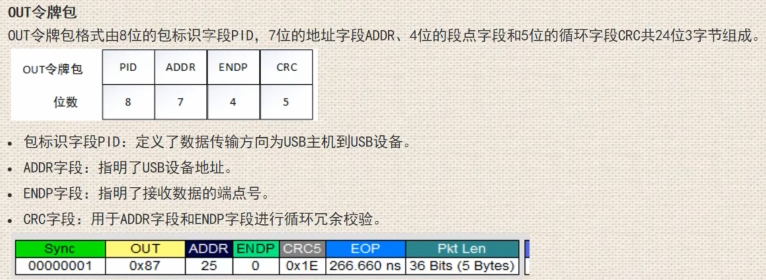 OUT令牌包
OUT令牌包格式由8位的包标识字段PID, 7位的地址字段ADDR、4位的段点字段和5位的循环字段CRC共24位3字节组成。
OUT令牌包 PID ADDR ENDP CRC
位数 8 7 4 5
• 包标识字段PID: 定义了数据传输方向为USB主机到USB设备。
• ADDR字段: 指明了USB设备地址。
• ENDP字段: 指明了接收数据的端点号。
• CRC字段: 用于ADDR字段和ENDP字段进行循环冗余校验。
Sync OUT ADDR ENDP CRC5 EOP Pkt Len
00000001 0x87 25 0 0x1E 266.660 ns 36 Bits (5 Bytes)